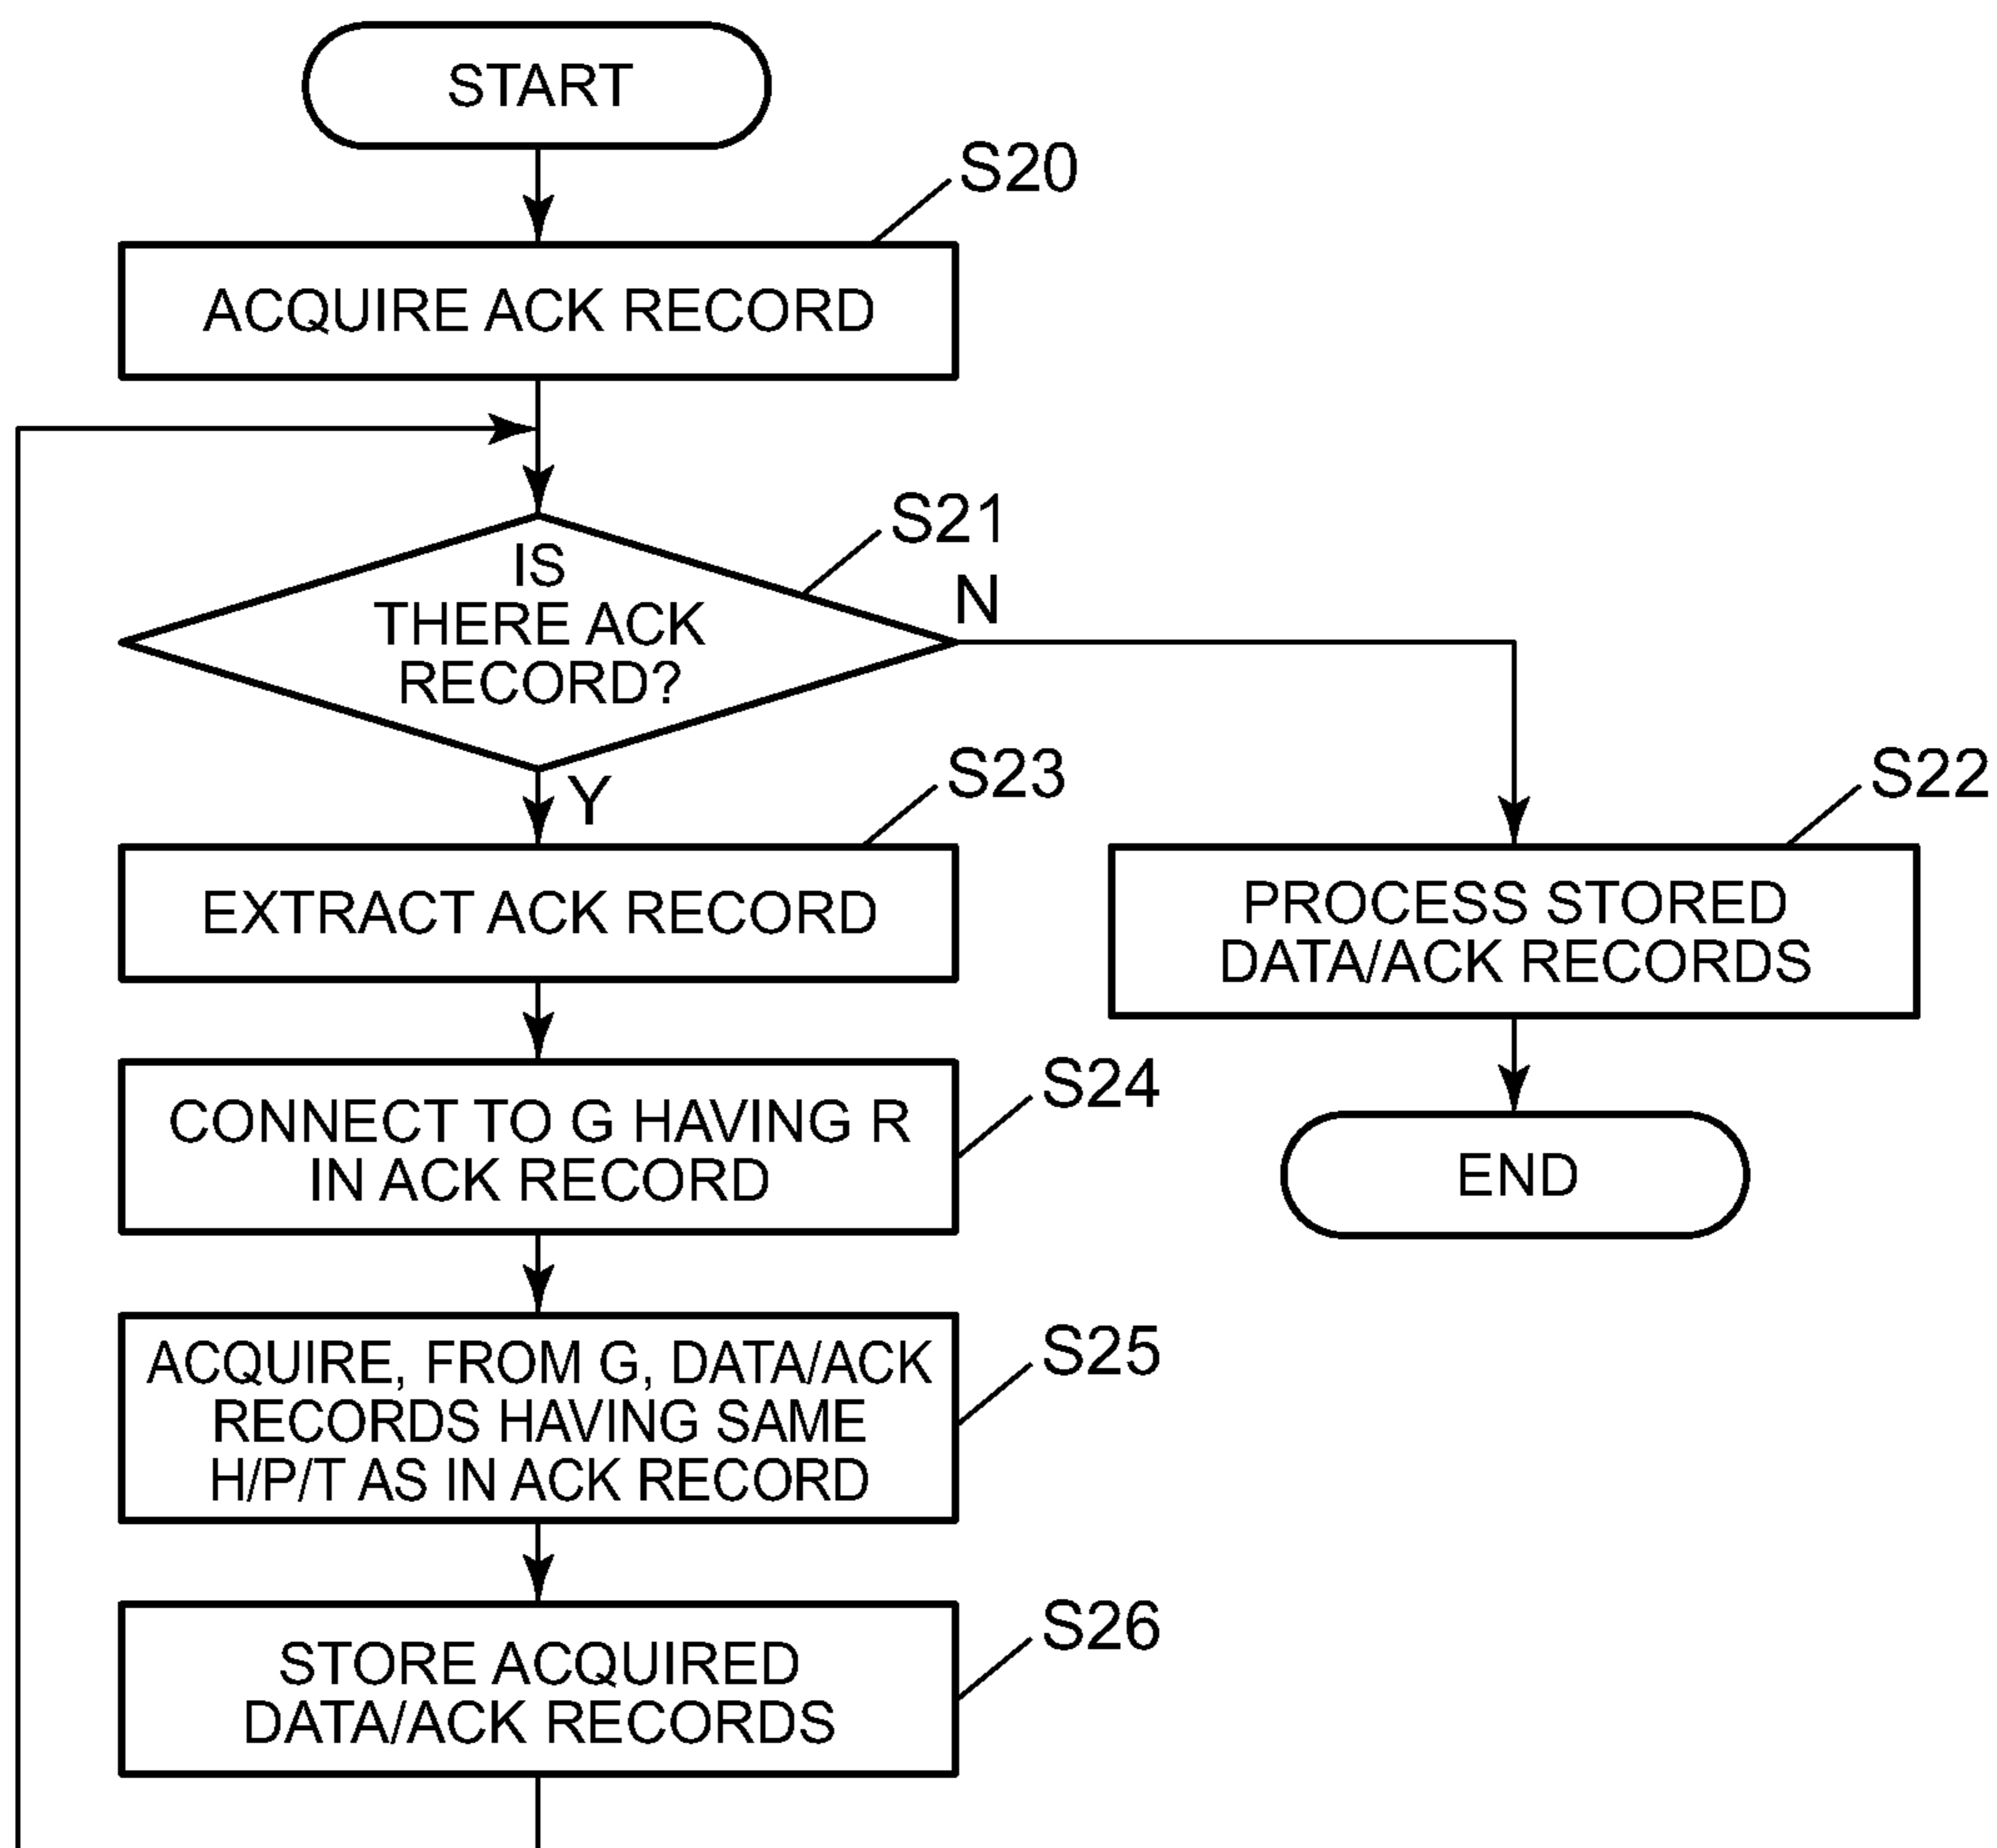 START
S20
ACQUIRE ACK RECORD
S21
IS
THERE ACK
RECORD?
N
Y
S23
EXTRACT ACK RECORD
S22
PROCESS STORED
DATA/ACK RECORDS
S24
CONNECT TO G HAVING R
IN ACK RECORD
END
S25
ACQUIRE, FROM G, DATA/ACK
RECORDS HAVING SAME
H/P/T AS IN ACK RECORD
S26
STORE ACQUIRED
DATA/ACK RECORDS